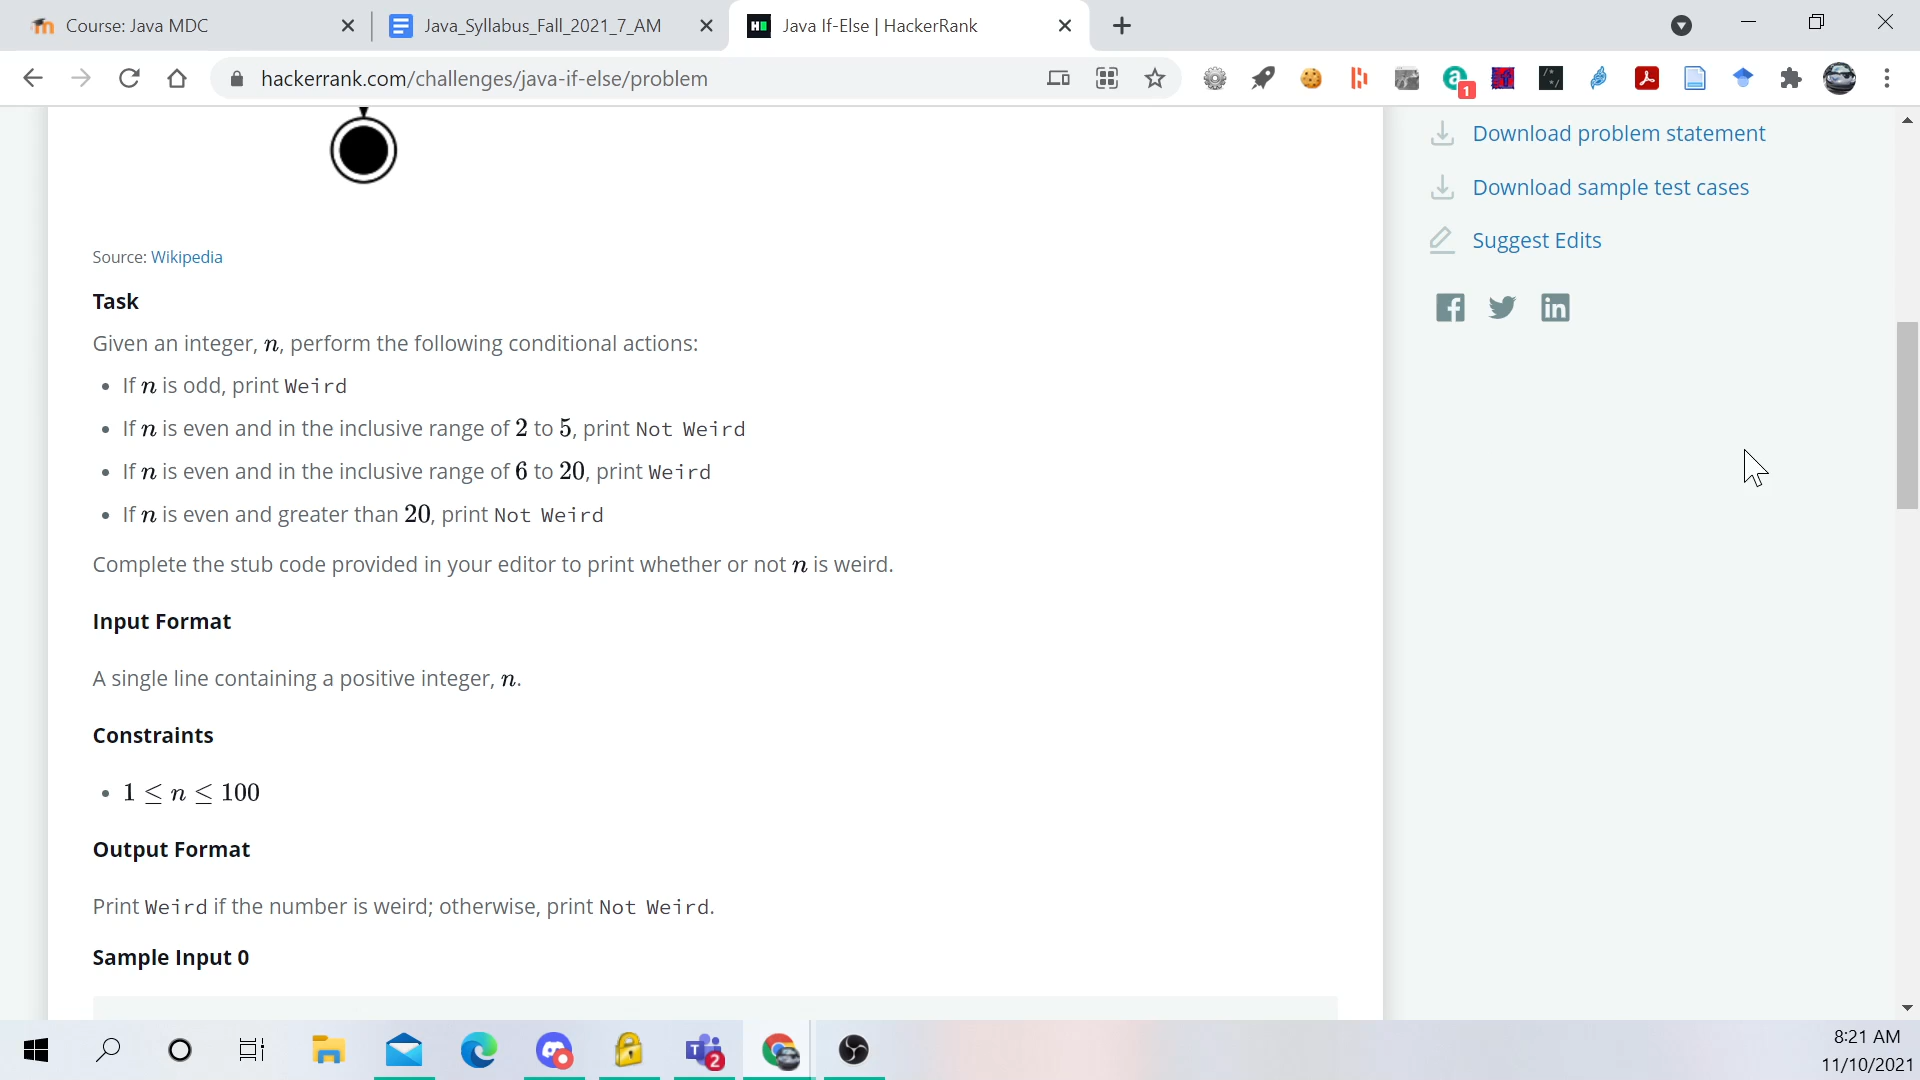 Course: Java MDC
Java_Syllabus_Fall_2021_7_AM
Java If-Else | HackerRank
hackerrank.com/challenges/java-if-else/problem
Download problem statement
Download sample test cases
Suggest Edits
Source: Wikipedia
Task
Given an integer, n, perform the following conditional actions:
• If n is odd, print Weird
• If n is even and in the inclusive range of 2 to 5, print Not Weird
• If n is even and in the inclusive range of 6 to 20, print Weird
• If n is even and greater than 20, print Not Weird
Complete the stub code provided in your editor to print whether or not n is weird.
Input Format
A single line containing a positive integer, n.
Constraints
• 1 ≤ n ≤ 100
Output Format
Print Weird if the number is weird; otherwise, print Not Weird.
Sample Input 0
8:21 AM
11/10/2021